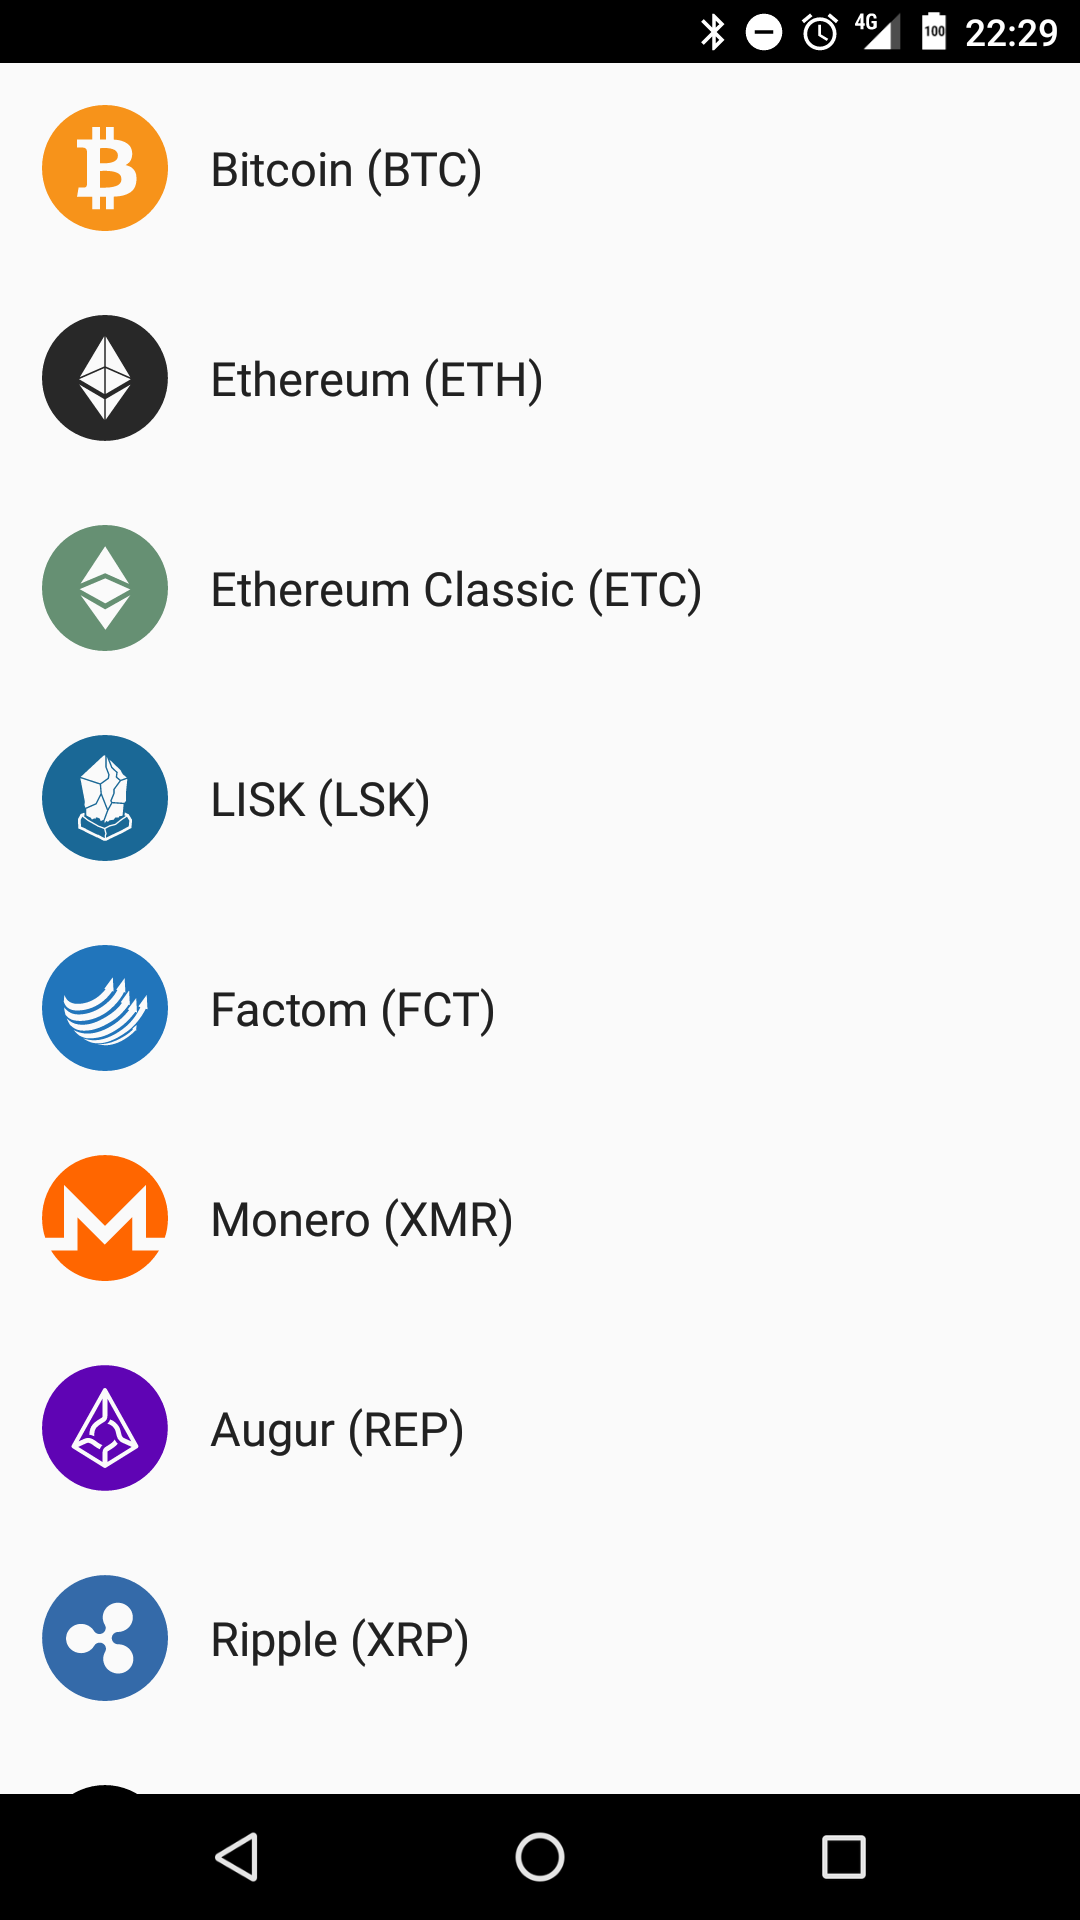 4G 100 22:29
Bitcoin (BTC)
Ethereum (ETH)
Ethereum Classic (ETC)
LISK (LSK)
Factom (FCT)
Monero (XMR)
Augur (REP)
Ripple (XRP)